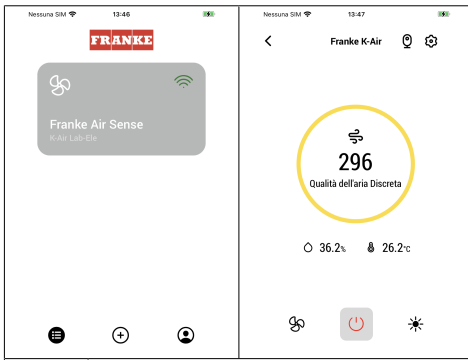 Nessuna SIM 13:46
FRANKE
Franke Air Sense
K-Air Lab-Ele
Nessuna SIM 13:47
Franke K-Air
296
Qualità dell'aria Discreta
36.2% 26.2°C